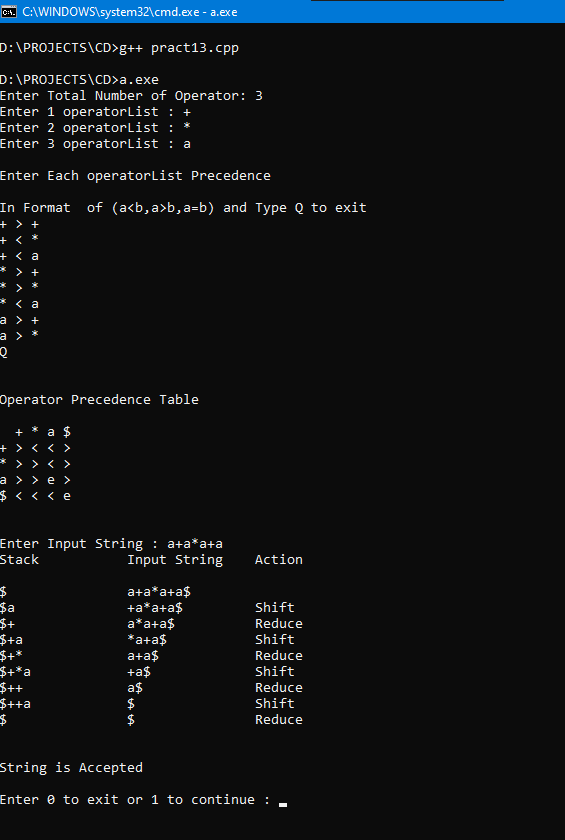 C:\WINDOWS\system32\cmd.exe - a.exe
D:\PROJECTS\CD>g++ pract13.cpp
D:\PROJECTS\CD>a.exe
Enter Total Number of Operator: 3
Enter 1 operatorList : +
Enter 2 operatorList : *
Enter 3 operatorList : a
Enter Each operatorList Precedence
In Format  of (a<b,a>b,a=b) and Type Q to exit
+ > +
+ < *
+ < a
* > +
* > *
* < a
a > +
a > *
Q
Operator Precedence Table
  + * a $
+ > < < >
* > > < >
a > > e >
$ < < < e
Enter Input String : a+a*a+a
Stack           Input String    Action
$               a+a*a+a$
$a              +a*a+a$         Shift
$+              a*a+a$          Reduce
$+a             *a+a$           Shift
$+*             a+a$            Reduce
$+*a            +a$             Shift
$++             a$              Reduce
$++a            $               Shift
$               $               Reduce
String is Accepted
Enter 0 to exit or 1 to continue :